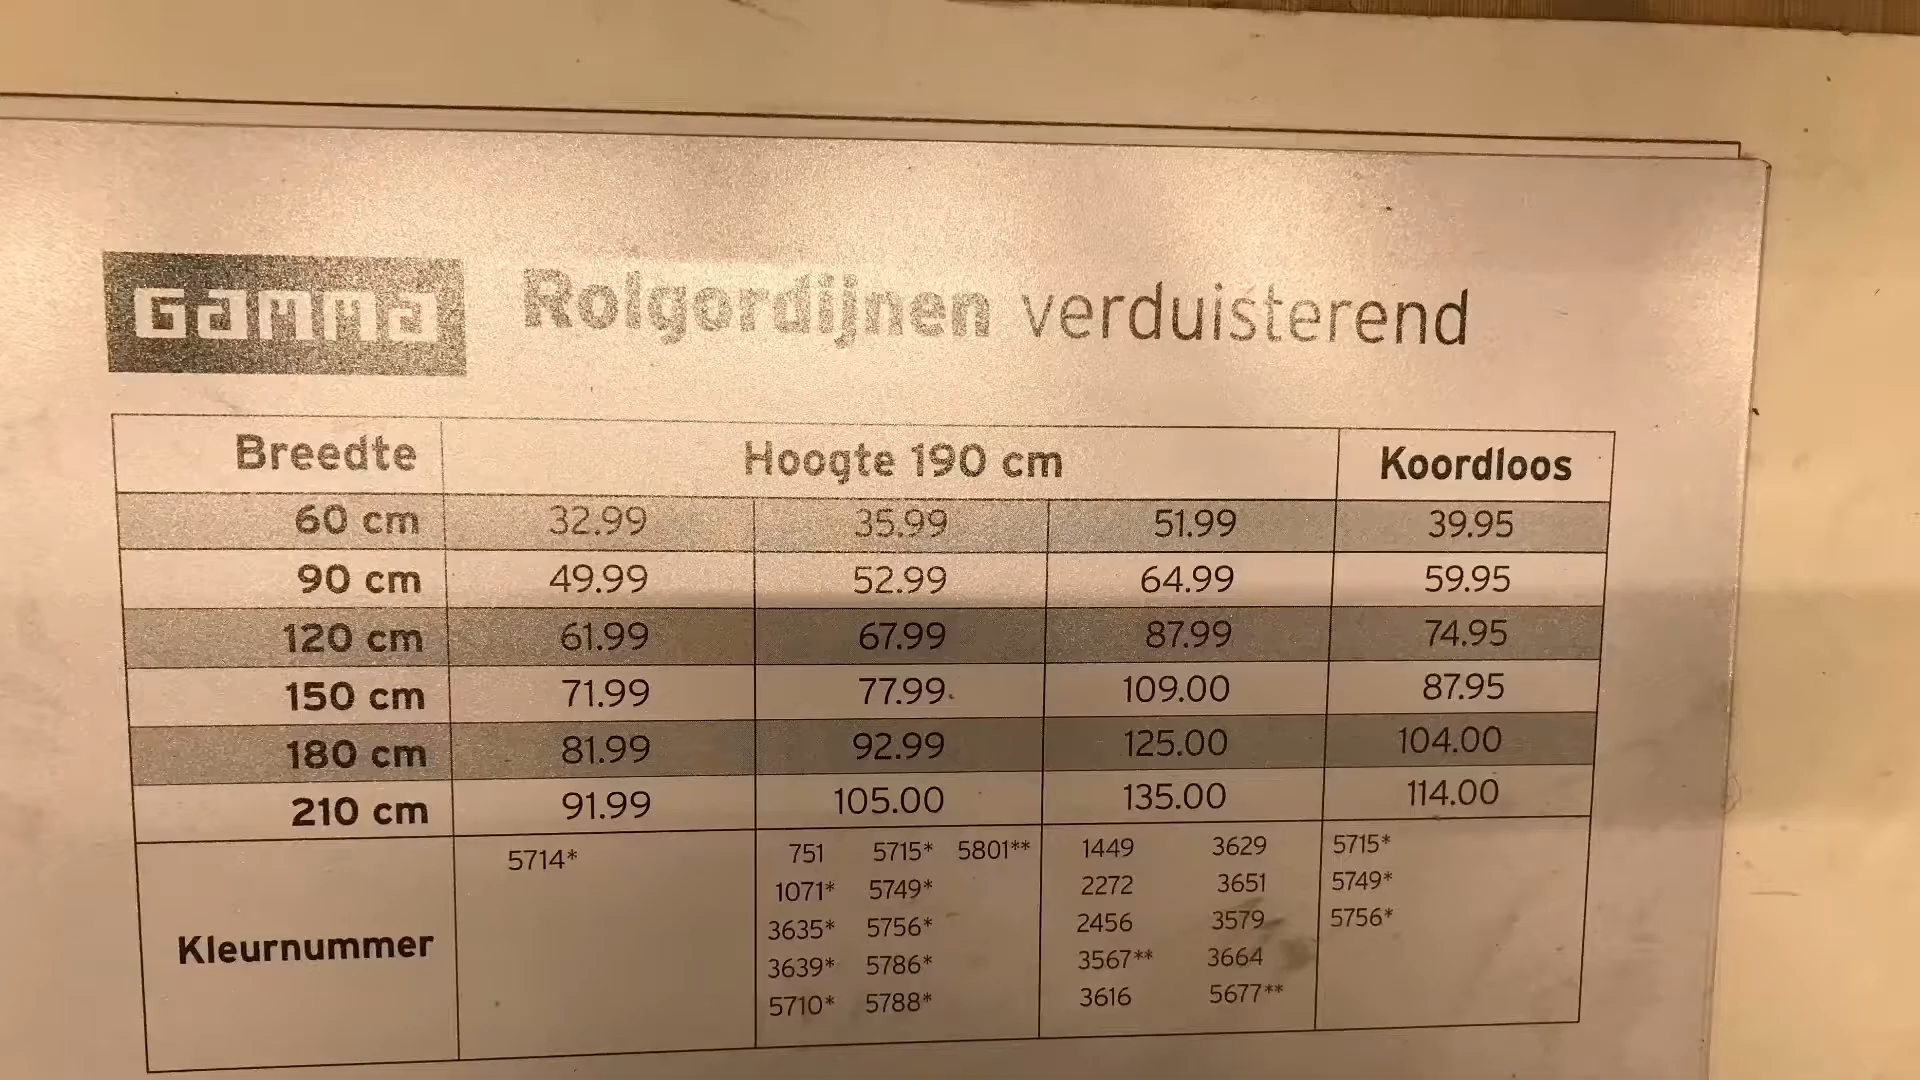 GAMMA Rolgordijnen verduisterend
Breedte Hoogte 190 cm Koordloos
60 cm 32.99 35.99 51.99 39.95
90 cm 49.99 52.99 64.99 59.95
120 cm 61.99 67.99 87.99 74.95
150 cm 71.99 77.99 109.00 87.95
180 cm 81.99 92.99 125.00 104.00
210 cm 91.99 105.00 135.00 114.00
Kleurnummer
5714*
751 5715* 5801**
1071* 5749*
3635* 5756*
3639* 5786*
5710* 5788*
1449 3629
2272 3651
2456 3579
3567** 3664
3616 5677**
5715*
5749*
5756*